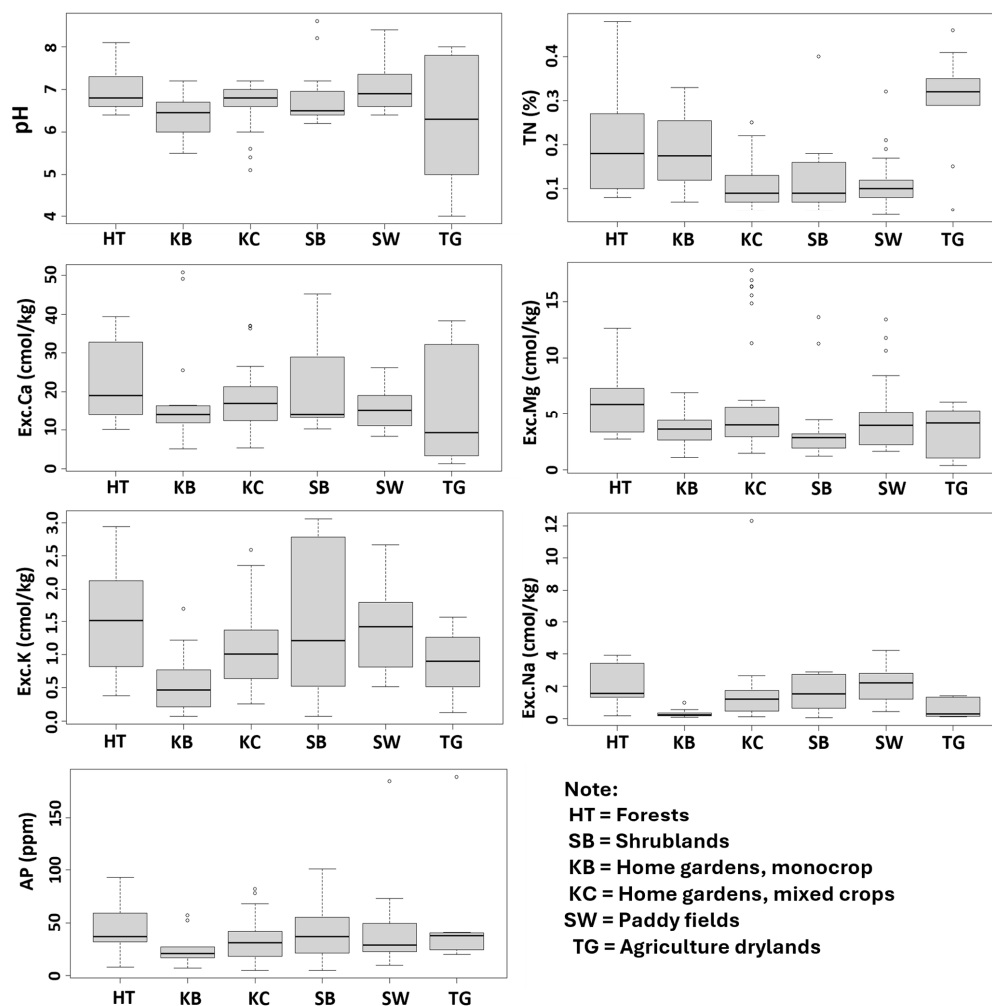 pH
8
7
6
5
4
HT KB KC SB SW TG
TN (%)
0.4
0.3
0.2
0.1
HT KB KC SB SW TG
Exc.Ca (cmol/kg)
50
40
30
20
10
0
HT KB KC SB SW TG
Exc.Mg (cmol/kg)
15
10
5
0
HT KB KC SB SW TG
Exc.K (cmol/kg)
3.0
2.5
2.0
1.5
1.0
0.5
0.0
HT KB KC SB SW TG
Exc.Na (cmol/kg)
12
10
8
6
4
2
0
HT KB KC SB SW TG
AP (ppm)
150
100
50
0
HT KB KC SB SW TG
Note:
HT = Forests
SB = Shrublands
KB = Home gardens, monocrop
KC = Home gardens, mixed crops
SW = Paddy fields
TG = Agriculture drylands